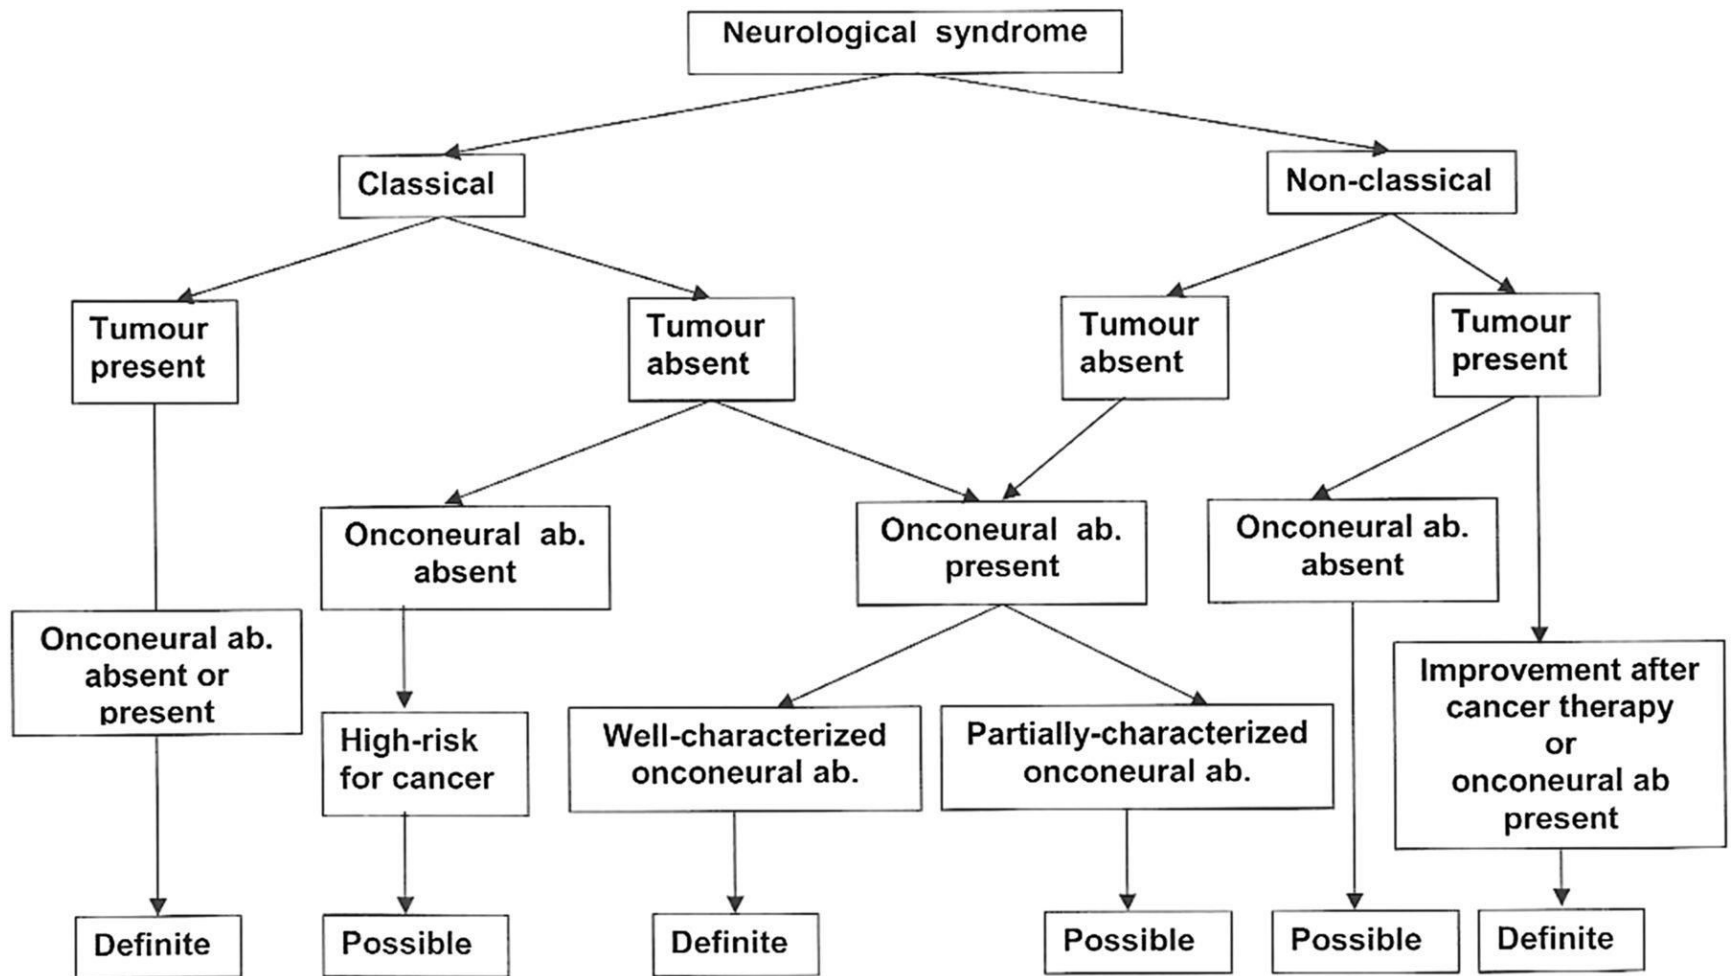 Neurological syndrome
Classical
Non-classical
Tumour
present
Tumour
absent
Tumour
absent
Tumour
present
Onconeural ab.
absent
Onconeural ab.
present
Onconeural ab.
absent
Onconeural ab.
absent or
present
Improvement after
cancer therapy
or
onconeural ab
present
High-risk
for cancer
Well-characterized
onconeural ab.
Partially-characterized
onconeural ab.
Definite
Possible
Definite
Possible
Possible
Definite